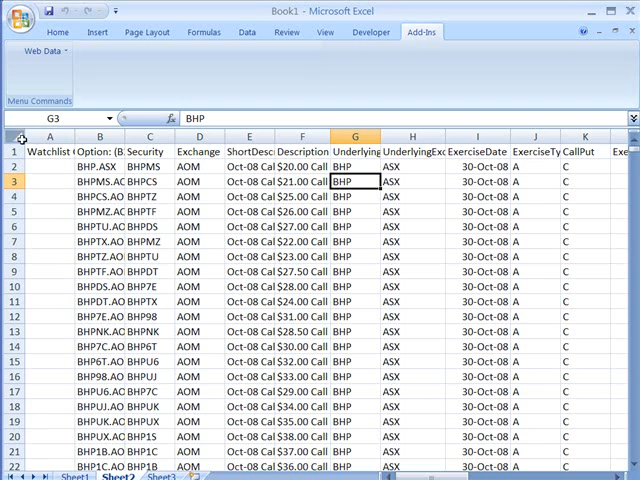 Book1 - Microsoft Excel
Home Insert Page Layout Formulas Data Review View Developer Add-Ins
Web Data
Menu Commands
G3 fx BHP
A B C D E F G H I J K
1 Watchlist Option: (B Security Exchange ShortDescr Description Underlying UnderlyingExc ExerciseDate ExerciseTy CallPut Exe
2 BHP.ASX BHPMS AOM Oct-08 Cal $20.00 Call BHP ASX 30-Oct-08 A C
3 BHPMS.AO BHPCS AOM Oct-08 Cal $21.00 Call BHP ASX 30-Oct-08 A C
4 BHPCS.AO BHPTZ AOM Oct-08 Cal $25.00 Call BHP ASX 30-Oct-08 A C
5 BHPMZ.AO BHPTF AOM Oct-08 Cal $26.00 Call BHP ASX 30-Oct-08 A C
6 BHPTU.AO BHPDS AOM Oct-08 Cal $27.00 Call BHP ASX 30-Oct-08 A C
7 BHPTX.AO BHPMZ AOM Oct-08 Cal $22.00 Call BHP ASX 30-Oct-08 A C
8 BHPTZ.AO BHPTU AOM Oct-08 Cal $23.00 Call BHP ASX 30-Oct-08 A C
9 BHPTF.AO BHPDT AOM Oct-08 Cal $27.50 Call BHP ASX 30-Oct-08 A C
10 BHPDS.AO BHP7E AOM Oct-08 Cal $28.00 Call BHP ASX 30-Oct-08 A C
11 BHPDT.AO BHPTX AOM Oct-08 Cal $24.00 Call BHP ASX 30-Oct-08 A C
12 BHP7E.AO BHP98 AOM Oct-08 Cal $31.00 Call BHP ASX 30-Oct-08 A C
13 BHPNK.AO BHPNK AOM Oct-08 Cal $28.50 Call BHP ASX 30-Oct-08 A C
14 BHP7C.AO BHP6T AOM Oct-08 Cal $30.00 Call BHP ASX 30-Oct-08 A C
15 BHP6T.AO BHPU6 AOM Oct-08 Cal $32.00 Call BHP ASX 30-Oct-08 A C
16 BHP98.AO BHPUJ AOM Oct-08 Cal $33.00 Call BHP ASX 30-Oct-08 A C
17 BHPU6.AO BHP7C AOM Oct-08 Cal $29.00 Call BHP ASX 30-Oct-08 A C
18 BHPUJ.AO BHPUK AOM Oct-08 Cal $34.00 Call BHP ASX 30-Oct-08 A C
19 BHPUK.AO BHPUX AOM Oct-08 Cal $35.00 Call BHP ASX 30-Oct-08 A C
20 BHPUX.AO BHP1S AOM Oct-08 Cal $38.00 Call BHP ASX 30-Oct-08 A C
21 BHP1B.AO BHP1C AOM Oct-08 Cal $37.00 Call BHP ASX 30-Oct-08 A C
22 BHP1C.AO BHP1B AOM Oct-08 Cal $36.00 Call BHP ASX 30-Oct-08 A C
Sheet1 Sheet2 Sheet3